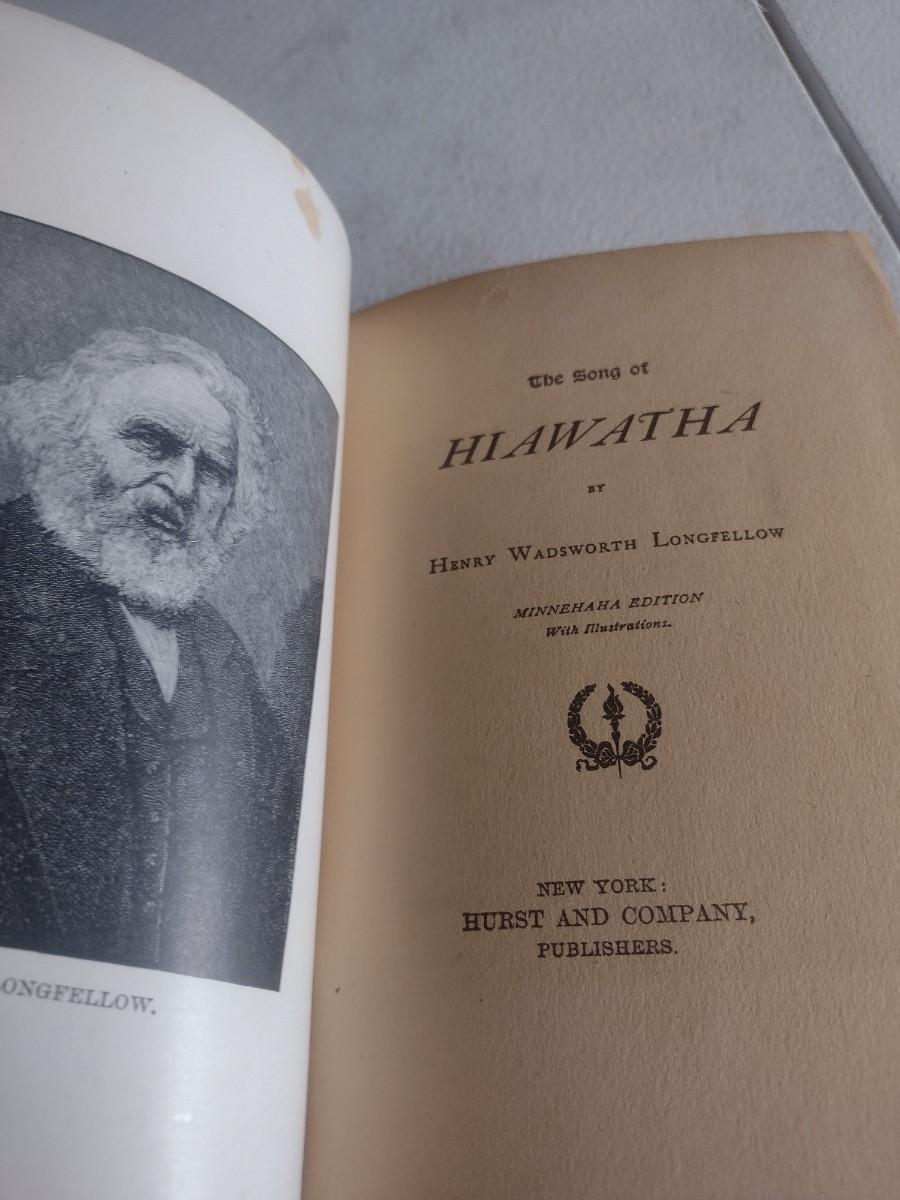 ONGFELLOW.
The Song of
HIAWATHA
BY
HENRY WADSWORTH LONGFELLOW
MINNEHAHA EDITION
With Illustrations.
NEW YORK:
HURST AND COMPANY,
PUBLISHERS.